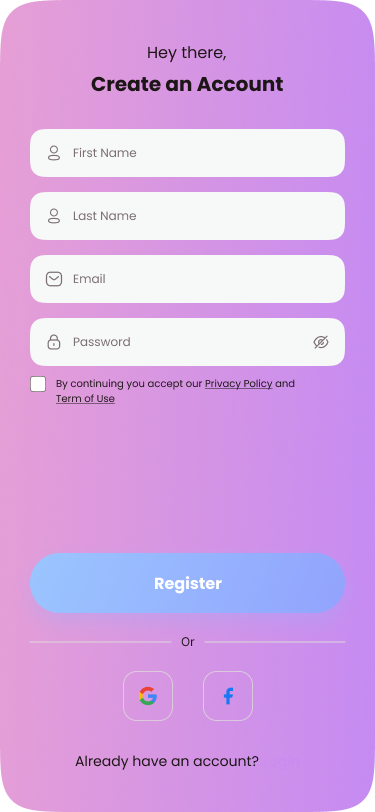 Hey there,
Create an Account
First Name
Last Name
Email
Password
By continuing you accept our Privacy Policy and
Term of Use
Register
Or
Already have an account?